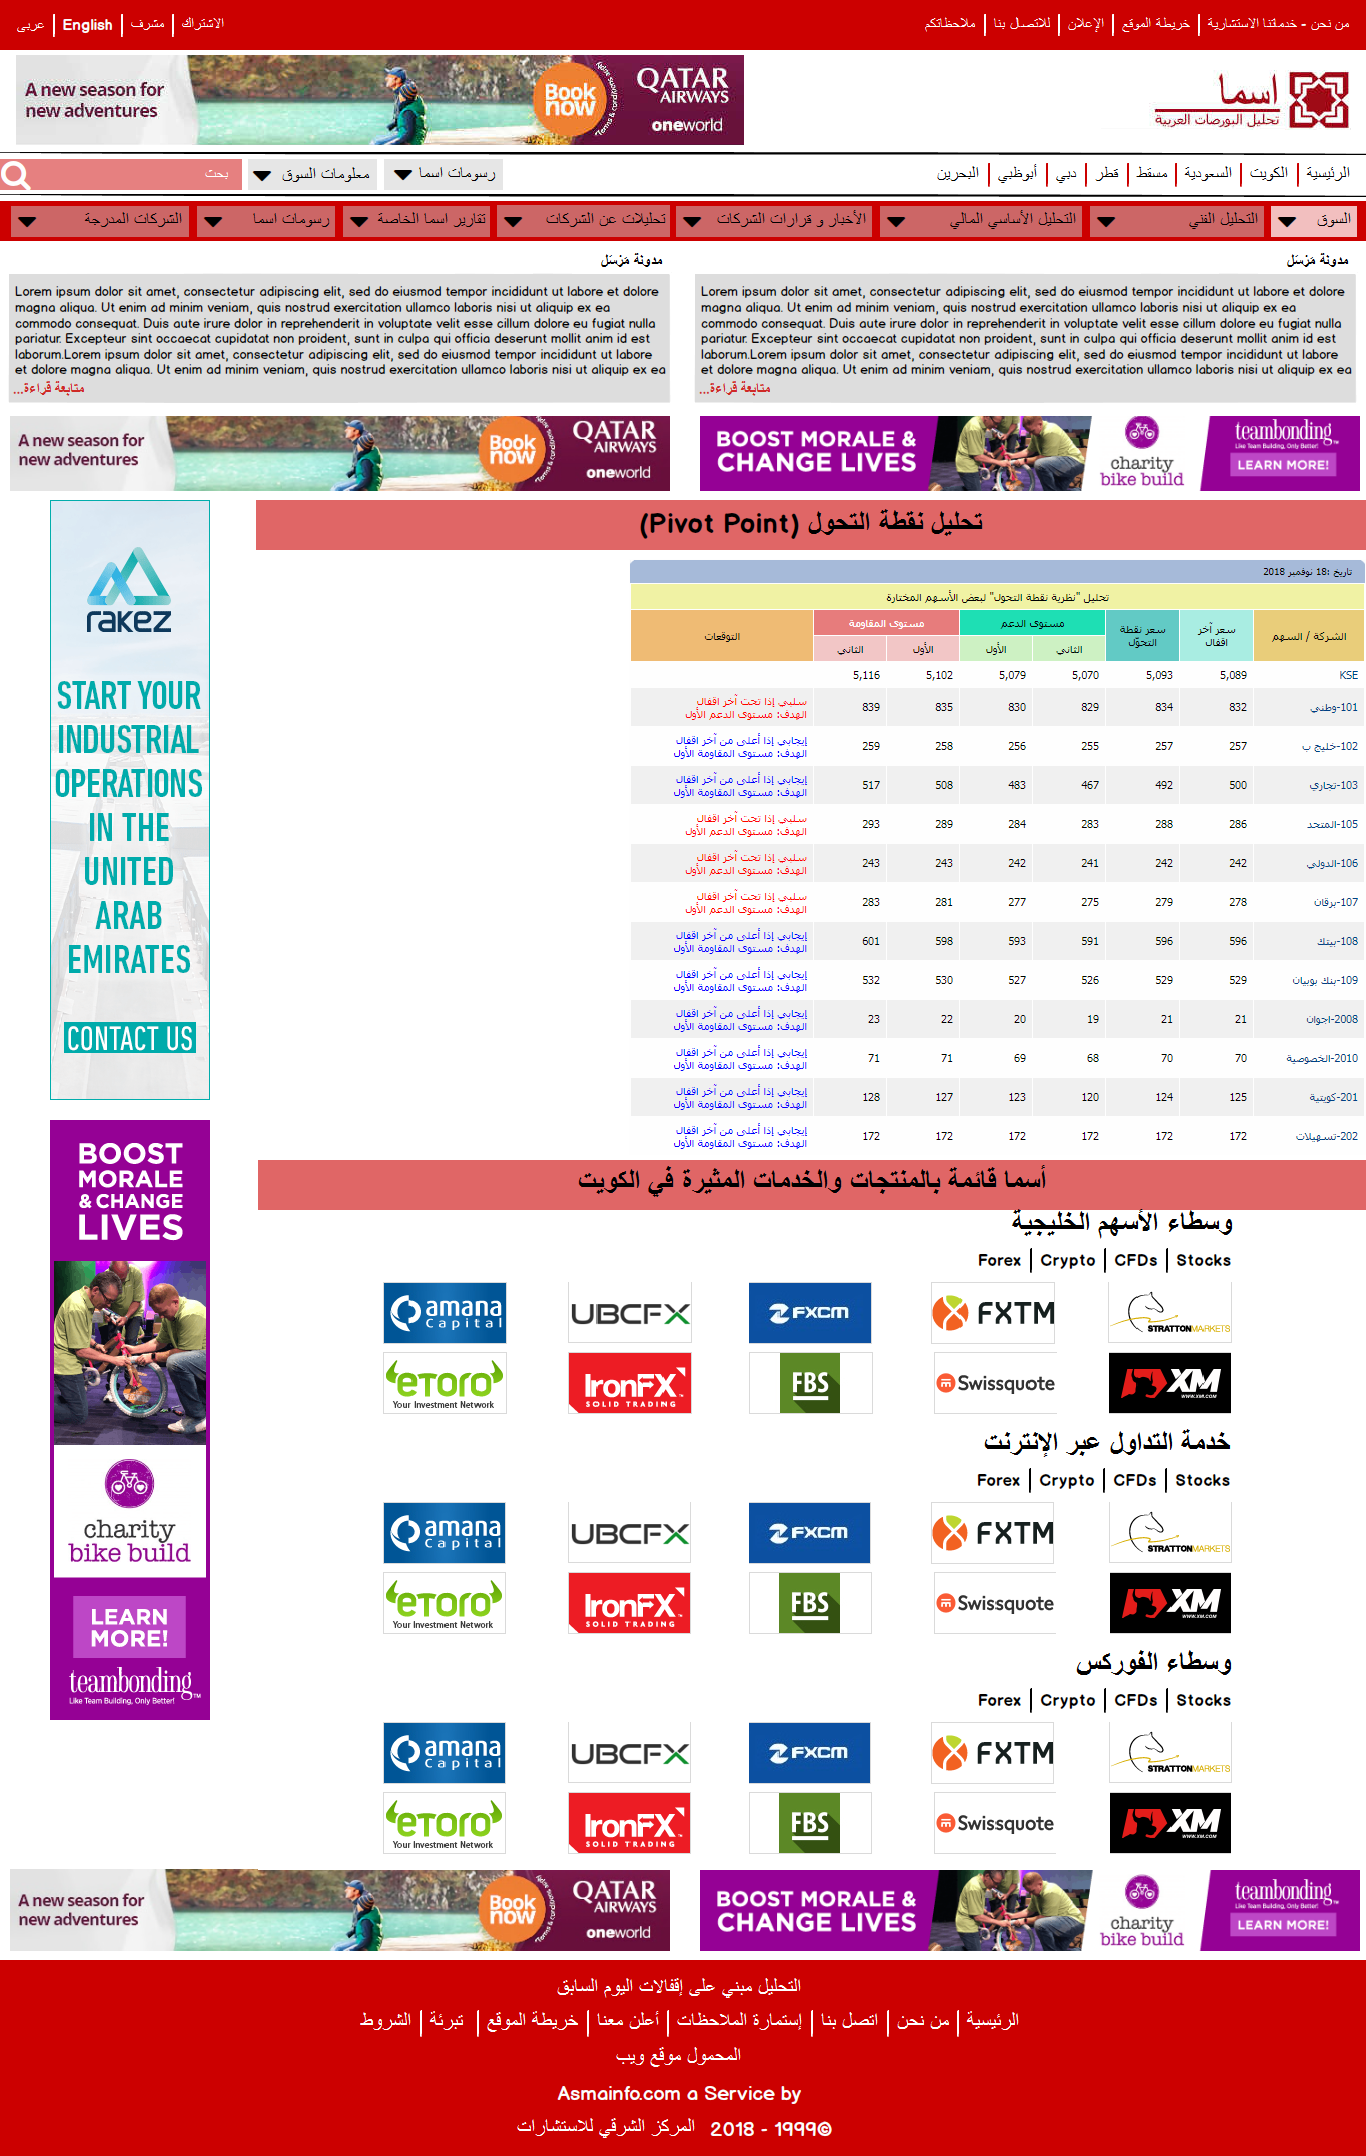 من نحن - خدمتنا الاستشارية | خريطة الموقع | الإعلان | للاتصال بنا | ملاحظاتكم
الاشتراك | مشرف | English | عربى
A new season for
new adventures
Book
now
Terms & conditions apply
QATAR
AIRWAYS
oneworld
اسما
تحليل البورصات العربية
الرئيسية | الكويت | السعودية | مسقط | قطر | دبي | أبوظبي | البحرين
رسومات اسما
معلومات السوق
بحث
السوق
التحليل الفني
التحليل الأساسي المالي
الأخبار و قرارات الشركات
تحليلات عن الشركات
تقارير اسما الخاصة
رسومات اسما
الشركات المدرجة
مدونة مَرْسَل
Lorem ipsum dolor sit amet, consectetur adipiscing elit, sed do eiusmod tempor incididunt ut labore et dolore
magna aliqua. Ut enim ad minim veniam, quis nostrud exercitation ullamco laboris nisi ut aliquip ex ea
commodo consequat. Duis aute irure dolor in reprehenderit in voluptate velit esse cillum dolore eu fugiat nulla
pariatur. Excepteur sint occaecat cupidatat non proident, sunt in culpa qui officia deserunt mollit anim id est
laborum.Lorem ipsum dolor sit amet, consectetur adipiscing elit, sed do eiusmod tempor incididunt ut labore
et dolore magna aliqua. Ut enim ad minim veniam, quis nostrud exercitation ullamco laboris nisi ut aliquip ex ea
متابعة قراءة...
مدونة مَرْسَل
Lorem ipsum dolor sit amet, consectetur adipiscing elit, sed do eiusmod tempor incididunt ut labore et dolore
magna aliqua. Ut enim ad minim veniam, quis nostrud exercitation ullamco laboris nisi ut aliquip ex ea
commodo consequat. Duis aute irure dolor in reprehenderit in voluptate velit esse cillum dolore eu fugiat nulla
pariatur. Excepteur sint occaecat cupidatat non proident, sunt in culpa qui officia deserunt mollit anim id est
laborum.Lorem ipsum dolor sit amet, consectetur adipiscing elit, sed do eiusmod tempor incididunt ut labore
et dolore magna aliqua. Ut enim ad minim veniam, quis nostrud exercitation ullamco laboris nisi ut aliquip ex ea
متابعة قراءة...
BOOST MORALE &
CHANGE LIVES
charity
bike build
teambonding
Like Team Building, Only Better!
LEARN MORE!
A new season for
new adventures
Book
now
QATAR
AIRWAYS
oneworld
تحليل نقطة التحول (Pivot Point)
تاريخ :18 نوفمبر 2018
تحليل "نظرية نقطة التحول" لبعض الأسهم المختارة
الشركة / السهم | سعر آخر اقفال | سعر نقطة التحوّل | مستوى الدعم | مستوى المقاومة | التوقعات
الثاني | الأول | الأول | الثاني
KSE 5,089 5,093 5,070 5,079 5,102 5,116
101-وطني 832 834 829 830 835 839 سلبي إذا تحت آخر اقفال
الهدف: مستوى الدعم الأول
102-خليج ب 257 257 255 256 258 259 إيجابي إذا أعلى من آخر اقفال
الهدف: مستوى المقاومة الأول
103-تجاري 500 492 467 483 508 517 إيجابي إذا أعلى من آخر اقفال
الهدف: مستوى المقاومة الأول
105-المتحد 286 288 283 284 289 293 سلبي إذا تحت آخر اقفال
الهدف: مستوى الدعم الأول
106-الدولي 242 242 241 242 243 243 سلبي إذا تحت آخر اقفال
الهدف: مستوى الدعم الأول
107-برقان 278 279 275 277 281 283 سلبي إذا تحت آخر اقفال
الهدف: مستوى الدعم الأول
108-بيتك 596 596 591 593 598 601 إيجابي إذا أعلى من آخر اقفال
الهدف: مستوى المقاومة الأول
109-بنك بوبيان 529 529 526 527 530 532 إيجابي إذا أعلى من آخر اقفال
الهدف: مستوى المقاومة الأول
2008-اجوان 21 21 19 20 22 23 إيجابي إذا أعلى من آخر اقفال
الهدف: مستوى المقاومة الأول
2010-الخصوصية 70 70 68 69 71 71 إيجابي إذا أعلى من آخر اقفال
الهدف: مستوى المقاومة الأول
201-كويتية 125 124 120 123 127 128 إيجابي إذا أعلى من آخر اقفال
الهدف: مستوى المقاومة الأول
202-تسهيلات 172 172 172 172 172 172 إيجابي إذا أعلى من آخر اقفال
الهدف: مستوى المقاومة الأول
rakez
START YOUR
INDUSTRIAL
OPERATIONS
IN THE
UNITED
ARAB
EMIRATES
CONTACT US
BOOST
MORALE
& CHANGE
LIVES
charity
bike build
LEARN
MORE!
teambonding
Like Team Building, Only Better!
أسما قائمة بالمنتجات والخدمات المثيرة في الكويت
وسطاء الأسهم الخليجية
Forex | Crypto | CFDs | Stocks
amana capital UBCFX FXCM FXTM STRATTONMARKETS
eTORO Your Investment Network IronFX SOLID TRADING FBS Swissquote XM WWW.XM.COM
خدمة التداول عبر الإنترنت
Forex | Crypto | CFDs | Stocks
amana capital UBCFX FXCM FXTM STRATTONMARKETS
eTORO Your Investment Network IronFX SOLID TRADING FBS Swissquote XM WWW.XM.COM
وسطاء الفوركس
Forex | Crypto | CFDs | Stocks
amana capital UBCFX FXCM FXTM STRATTONMARKETS
eTORO Your Investment Network IronFX SOLID TRADING FBS Swissquote XM WWW.XM.COM
A new season for
new adventures
Book
now
QATAR
AIRWAYS
oneworld
BOOST MORALE &
CHANGE LIVES
charity
bike build
teambonding
Like Team Building, Only Better!
LEARN MORE!
التحليل مبني على إقفالات اليوم السابق
الرئيسية | من نحن | اتصل بنا | إستمارة الملاحظات | أعلن معنا | خريطة الموقع | تبرئة | الشروط
المحمول موقع ويب
Asmainfo.com a Service by
المركز الشرقي للاستشارات 2018 - 1999©